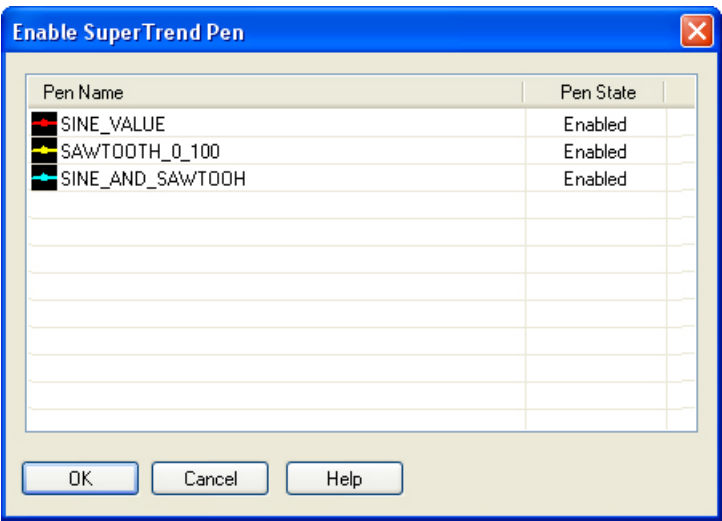 Enable SuperTrend Pen
Pen Name Pen State
SINE_VALUE Enabled
SAWTOOTH_0_100 Enabled
SINE_AND_SAWTOOH Enabled
OK Cancel Help